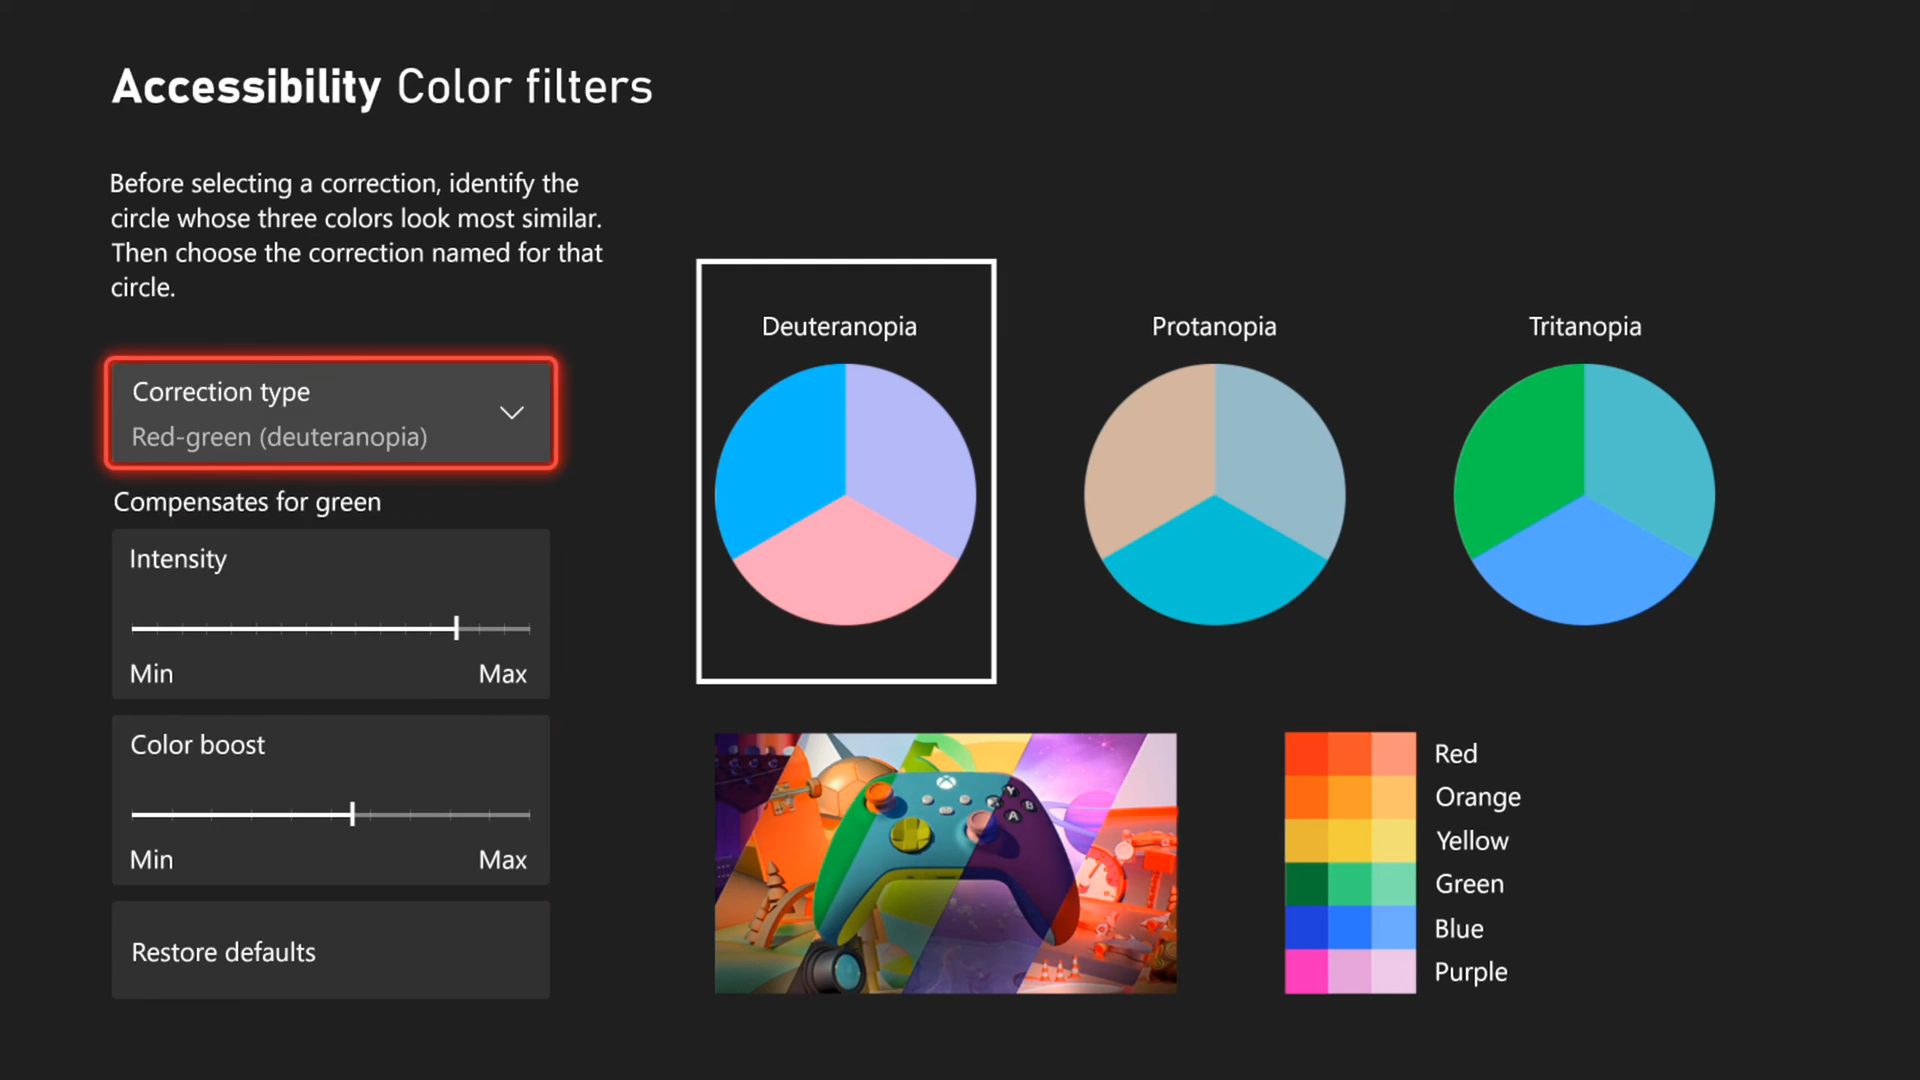 Accessibility Color filters
Before selecting a correction, identify the
circle whose three colors look most similar.
Then choose the correction named for that
circle.
Correction type
Red-green (deuteranopia)
Compensates for green
Intensity
Min Max
Color boost
Min Max
Restore defaults
Deuteranopia
Protanopia
Tritanopia
Y
B
A
Red
Orange
Yellow
Green
Blue
Purple